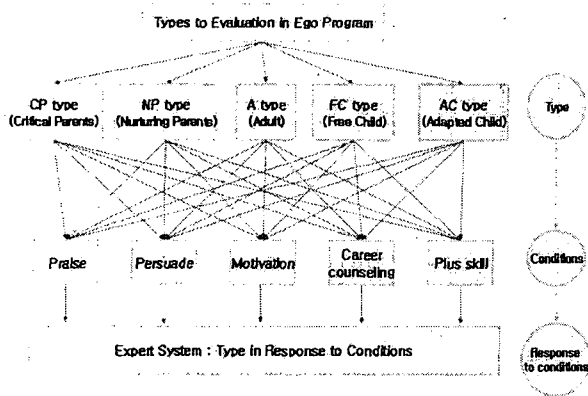 Types to Evaluation in Ego Program
CP type
(Critical Parents)
NP type
(Nurturing Parents)
A type
(Adult)
FC type
(Free Child)
AC type
(Adapted Child)
Type
Praise
Persuade
Motivation
Career
counseling
Plus skill
Conditions
Expert System : Type in Response to Conditions
Response
to conditions